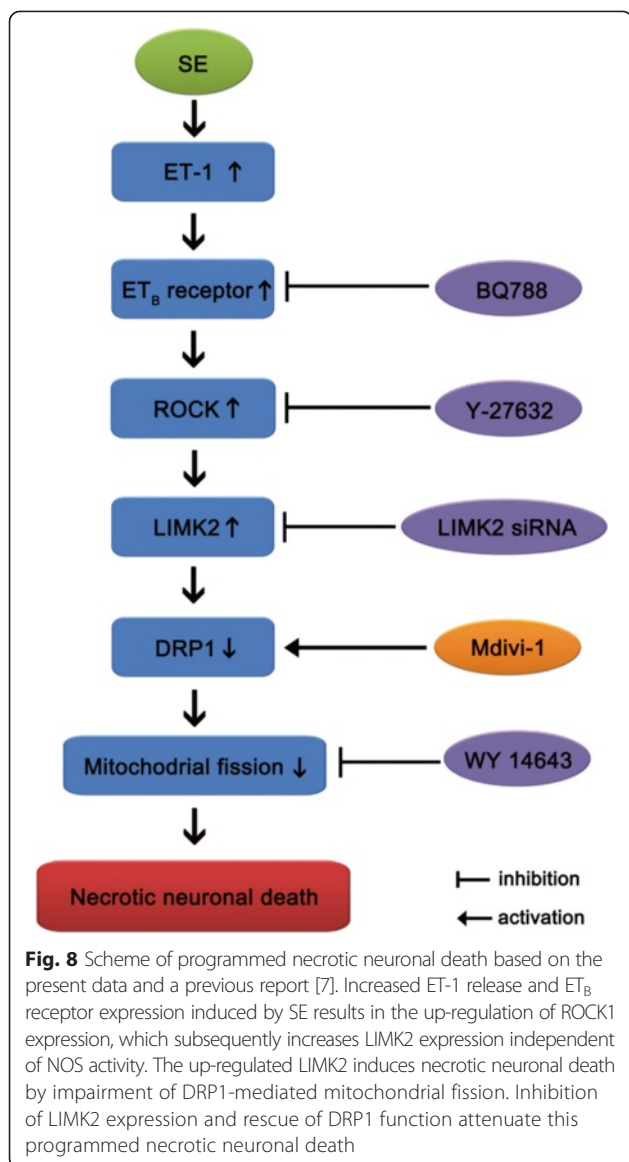 SE
ET-1 ↑
ET_B receptor ↑
BQ788
ROCK ↑
Y-27632
LIMK2 ↑
LIMK2 siRNA
DRP1 ↓
Mdivi-1
Mitochodrial fission ↓
WY 14643
Necrotic neuronal death
inhibition
activation
Fig. 8 Scheme of programmed necrotic neuronal death based on the
present data and a previous report [7]. Increased ET-1 release and ET_B
receptor expression induced by SE results in the up-regulation of ROCK1
expression, which subsequently increases LIMK2 expression independent
of NOS activity. The up-regulated LIMK2 induces necrotic neuronal death
by impairment of DRP1-mediated mitochondrial fission. Inhibition
of LIMK2 expression and rescue of DRP1 function attenuate this
programmed necrotic neuronal death